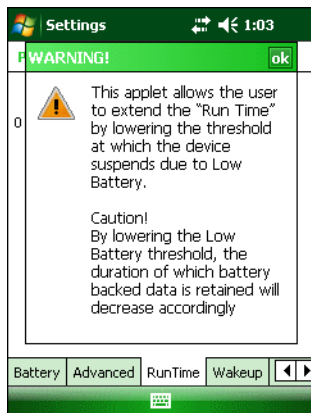 Settings 1:03
WARNING! ok
This applet allows the user
to extend the “Run Time”
by lowering the threshold
at which the device
suspends due to Low
Battery.
Caution!
By lowering the Low
Battery threshold, the
duration of which battery
backed data is retained will
decrease accordingly
0
Battery Advanced RunTime Wakeup